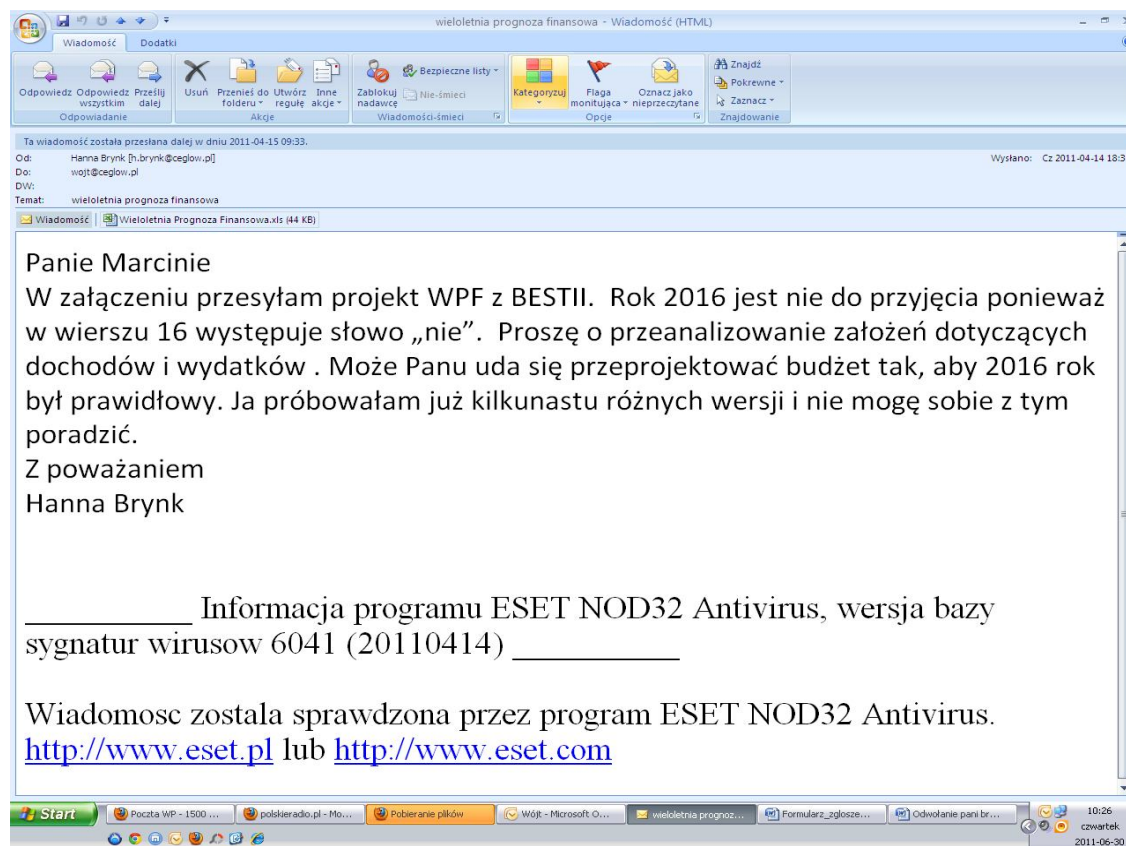 wieloletnia prognoza finansowa - Wiadomość (HTML)
Wiadomość Dodatki
Odpowiedz Odpowiedz wszystkim Prześlij dalej
Odpowiadanie
Usuń Przenieś do folderu Utwórz regułę Inne akcje
Akcje
Zablokuj nadawcę Bezpieczne listy Nie-śmieci
Wiadomości-śmieci
Kategoryzuj Flaga monitująca Oznacz jako nieprzeczytane
Opcje
Znajdź Pokrewne Zaznacz
Znajdowanie
Ta wiadomość została przesłana dalej w dniu 2011-04-15 09:33.
Od: Hanna Brynk [h.brynk@ceglow.pl] Wysłano: Cz 2011-04-14 18:3
Do: wojt@ceglow.pl
DW:
Temat: wieloletnia prognoza finansowa
Wiadomość Wieloletnia Prognoza Finansowa.xls (44 KB)
Panie Marcinie
W załączeniu przesyłam projekt WPF z BESTII. Rok 2016 jest nie do przyjęcia ponieważ
w wierszu 16 występuje słowo „nie”. Proszę o przeanalizowanie założeń dotyczących
dochodów i wydatków . Może Panu uda się przeprojektować budżet tak, aby 2016 rok
był prawidłowy. Ja próbowałam już kilkunastu różnych wersji i nie mogę sobie z tym
poradzić.
Z poważaniem
Hanna Brynk
__________ Informacja programu ESET NOD32 Antivirus, wersja bazy
sygnatur wirusow 6041 (20110414) __________
Wiadomosc zostala sprawdzona przez program ESET NOD32 Antivirus.
http://www.eset.pl lub http://www.eset.com
Start Poczta WP - 1500 ... polskieradio.pl - Mo... Pobieranie plików Wójt - Microsoft O... wieloletnia prognoz... Formularz_zglosze... Odwołanie pani br... 10:26
czwartek
2011-06-30